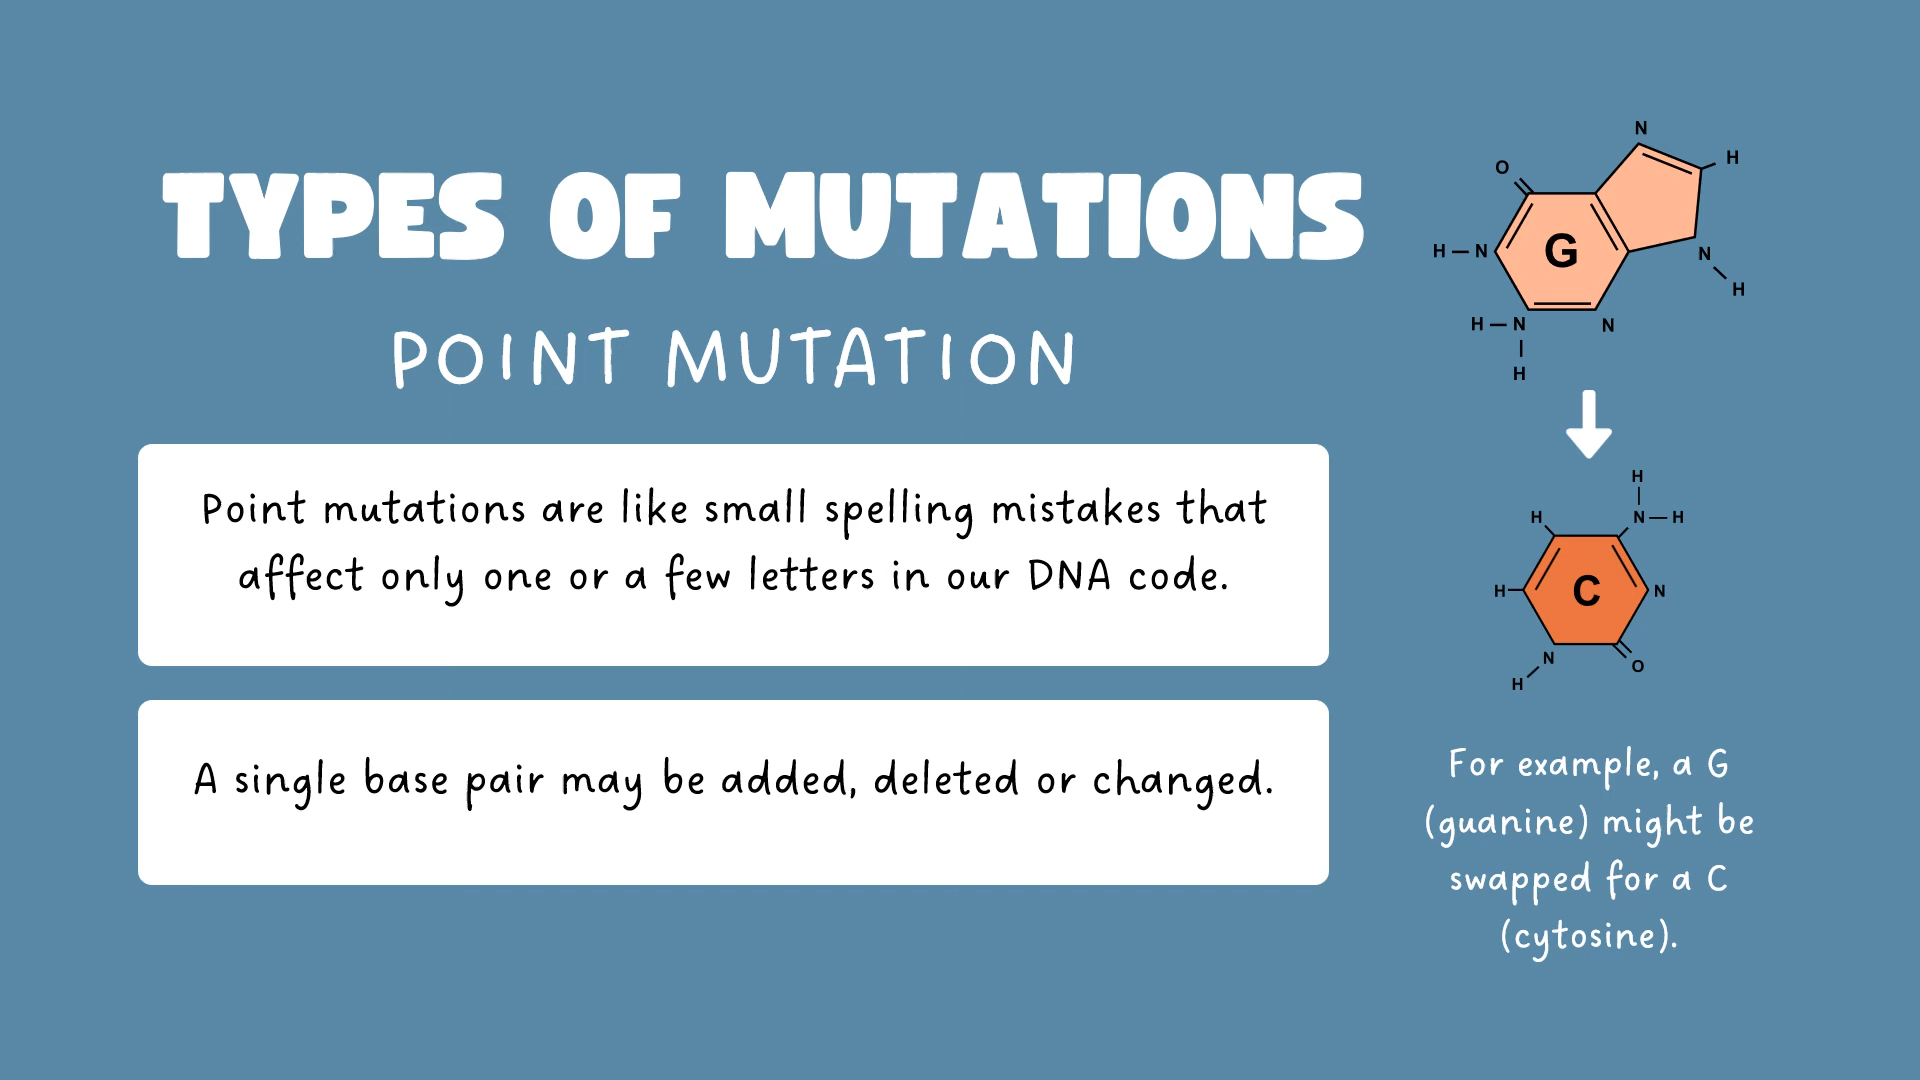 TYPES OF MUTATIONS
POINT MUTATION
Point mutations are like small spelling mistakes that
affect only one or a few letters in our DNA code.
A single base pair may be added, deleted or changed.
N
H
O
G
H N
N
H
H N
N
H
H
H
N H
C
H
N
N
O
H
For example, a G
(guanine) might be
swapped for a C
(cytosine).